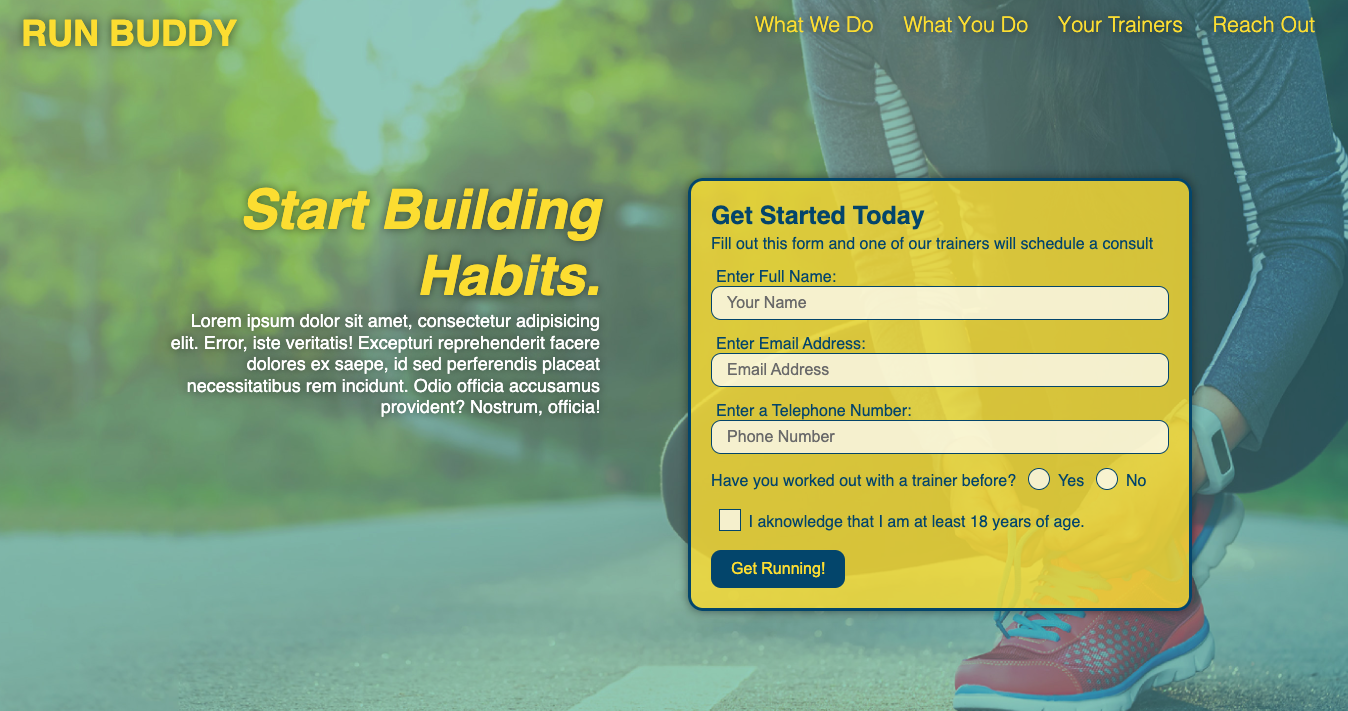 RUN BUDDY
What We Do What You Do Your Trainers Reach Out
Start Building
Habits.
Lorem ipsum dolor sit amet, consectetur adipisicing
elit. Error, iste veritatis! Excepturi reprehenderit facere
dolores ex saepe, id sed perferendis placeat
necessitatibus rem incidunt. Odio officia accusamus
provident? Nostrum, officia!
Get Started Today
Fill out this form and one of our trainers will schedule a consult
Enter Full Name:
Your Name
Enter Email Address:
Email Address
Enter a Telephone Number:
Phone Number
Have you worked out with a trainer before? Yes No
I aknowledge that I am at least 18 years of age.
Get Running!